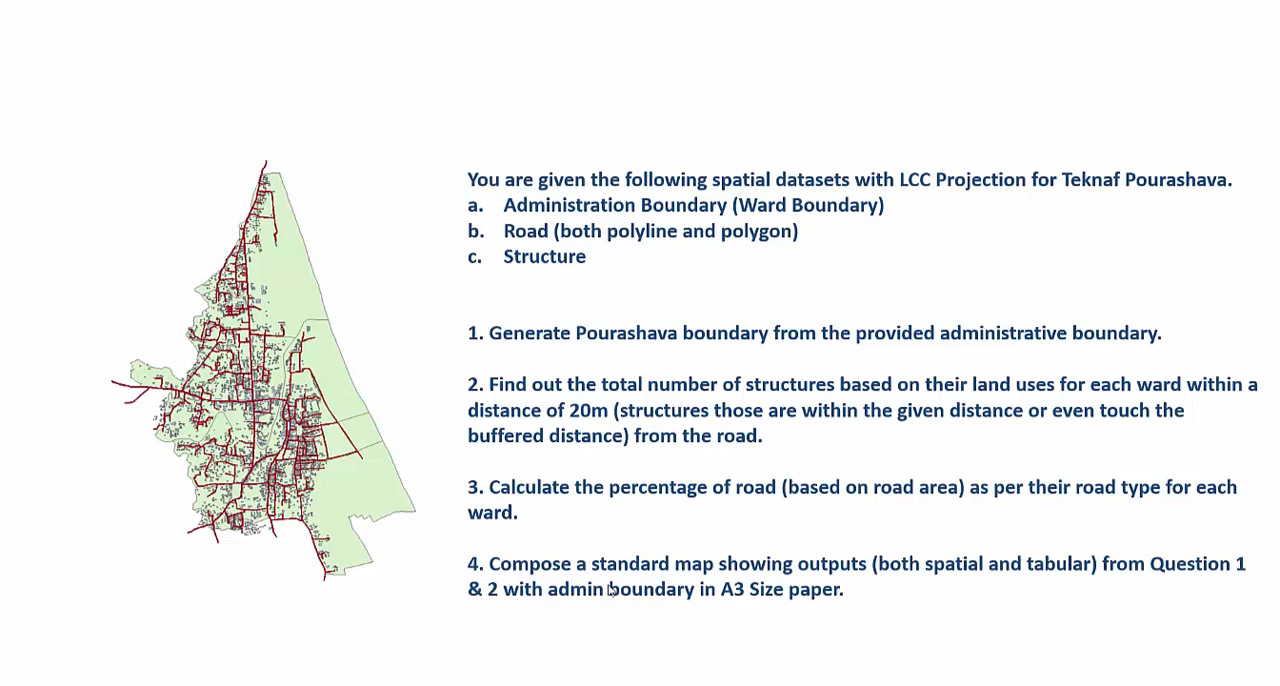 You are given the following spatial datasets with LCC Projection for Teknaf Pourashava.
a. Administration Boundary (Ward Boundary)
b. Road (both polyline and polygon)
c. Structure
1. Generate Pourashava boundary from the provided administrative boundary.
2. Find out the total number of structures based on their land uses for each ward within a
distance of 20m (structures those are within the given distance or even touch the
buffered distance) from the road.
3. Calculate the percentage of road (based on road area) as per their road type for each
ward.
4. Compose a standard map showing outputs (both spatial and tabular) from Question 1
& 2 with admin boundary in A3 Size paper.